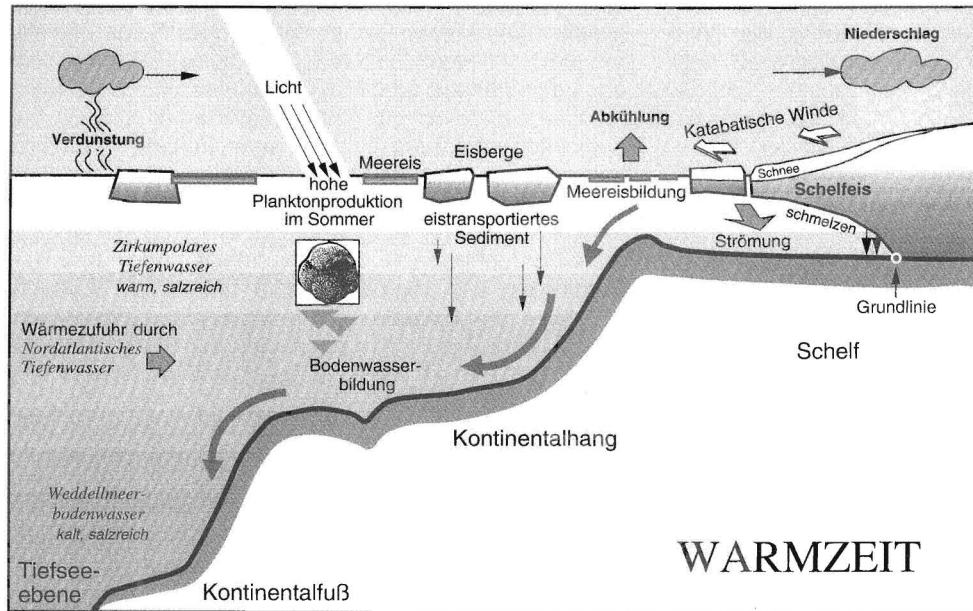 Niederschlag
Licht
Verdunstung
Abkühlung
Katabatische Winde
Meereis
Eisberge
Schnee
hohe
Planktonproduktion
im Sommer
Meereisbildung
Schelfeis
eistransportiertes
Sediment
schmelzen
Strömung
Zirkumpolares
Tiefenwasser
warm, salzreich
Grundlinie
Wärmezufuhr durch
Nordatlantisches
Tiefenwasser
Schelf
Bodenwasser-
bildung
Kontinentalhang
Weddellmeer-
bodenwasser
kalt, salzreich
WARMZEIT
Tiefsee-
ebene
Kontinentalfuß